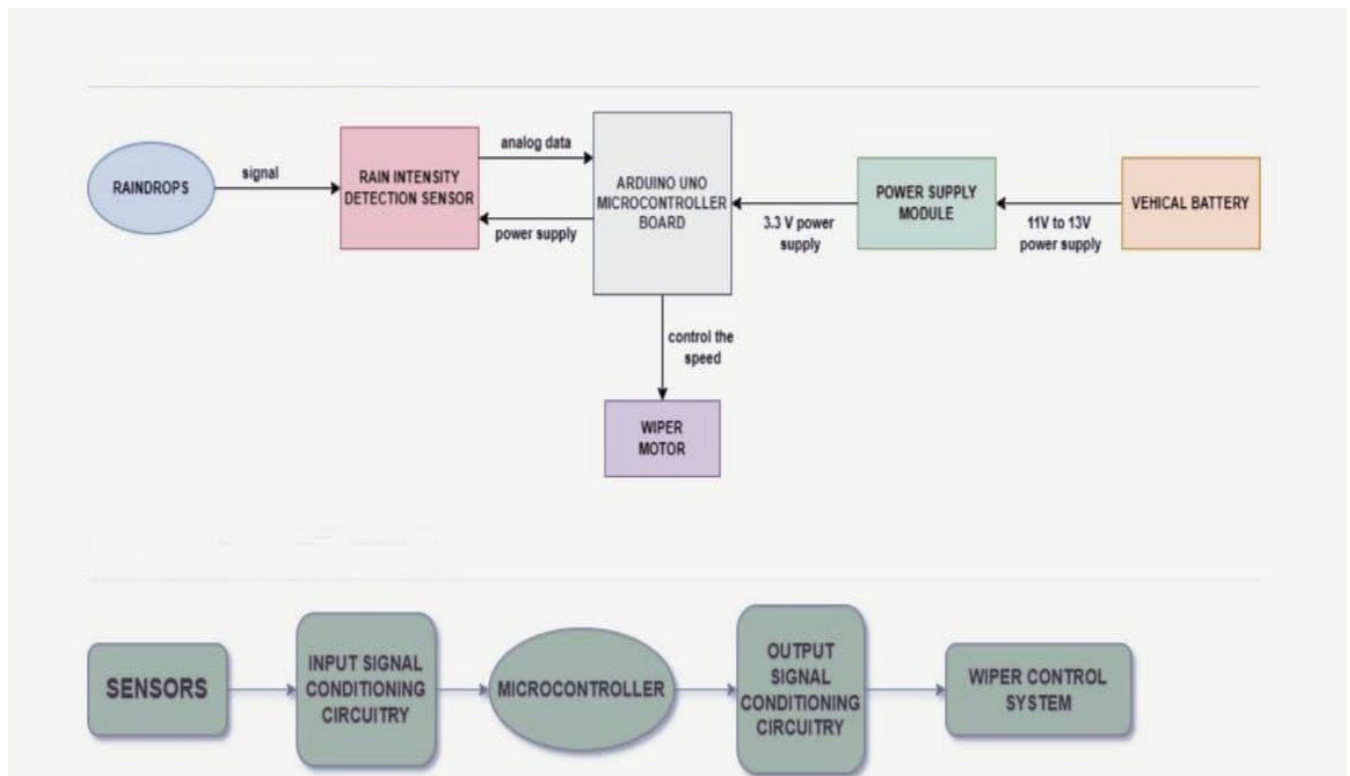 RAINDROPS
signal
RAIN INTENSITY
DETECTION SENSOR
analog data
power supply
ARDUINO UNO
MICROCONTROLLER
BOARD
3.3 V power
supply
POWER SUPPLY
MODULE
11V to 13V
power supply
VEHICAL BATTERY
control the
speed
WIPER
MOTOR
SENSORS
INPUT SIGNAL
CONDITIONING
CIRCUITRY
MICROCONTROLLER
OUTPUT
SIGNAL
CONDITIONING
CIRCUITRY
WIPER CONTROL
SYSTEM